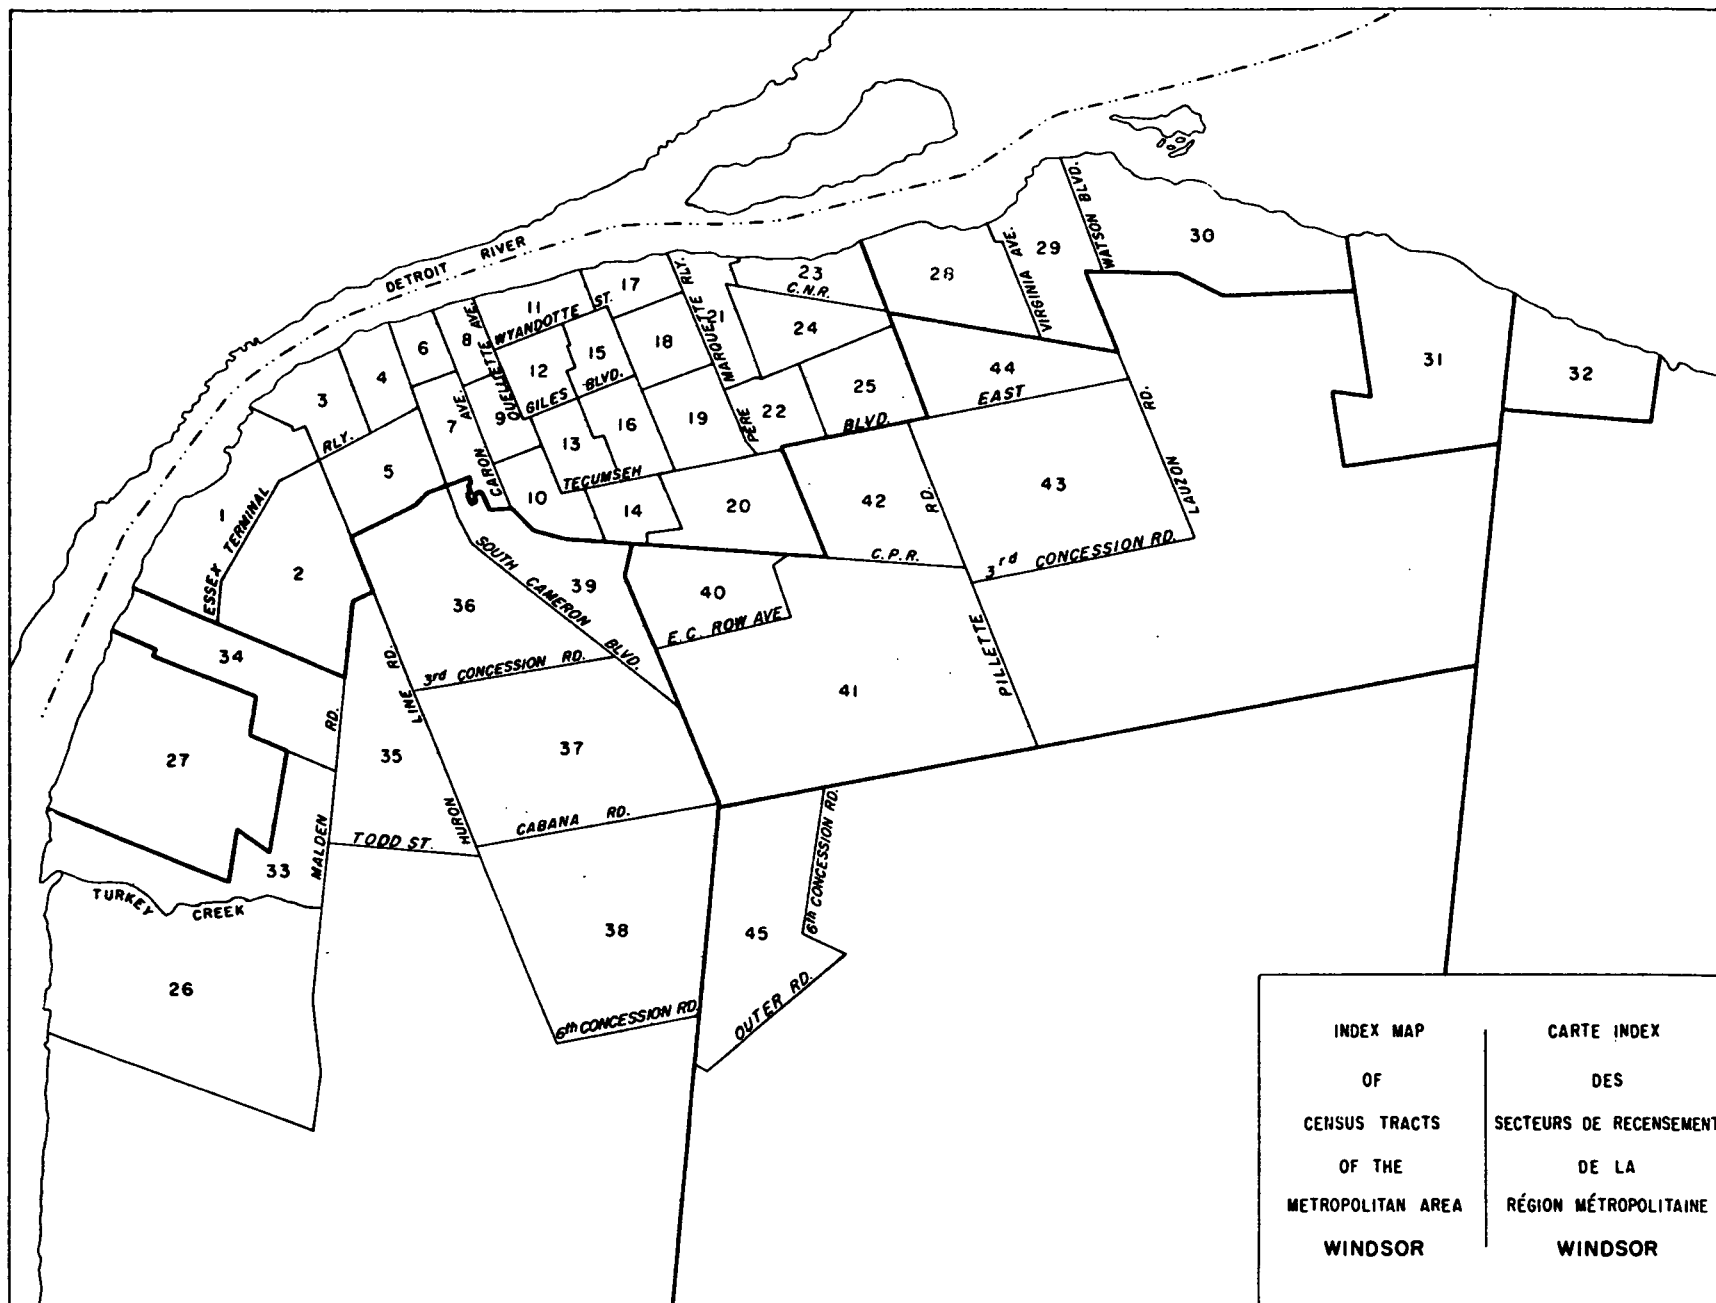 DETROIT RIVER
WATSON BLVD.
VIRGINIA AVE.
30
29
28
23
C.N.R.
24
21
PERE MARQUETTE RLY.
17
11
WYANDOTTE ST.
OUELLETTE AVE.
8
6
4
3
18
15
12
GILES BLVD.
44
EAST
31
32
25
22
19
16
13
9
CARON AVE.
7
RLY.
5
TECUMSEH BLVD.
10
14
20
42
RD.
43
LAUZON RD.
3rd CONCESSION RD.
C.P.R.
1
ESSEX TERMINAL
2
SOUTH CAMERON BLVD.
39
36
40
E.C. ROW AVE
3rd CONCESSION RD.
PILLETTE
41
34
27
35
HURON LINE RD.
MALDEN RD.
37
CABANA RD.
TODD ST.
33
TURKEY CREEK
26
38
45
6th CONCESSION RD.
6th CONCESSION RD.
OUTER RD.
INDEX MAP
OF
CENSUS TRACTS
OF THE
METROPOLITAN AREA
WINDSOR
CARTE INDEX
DES
SECTEURS DE RECENSEMENT
DE LA
RÉGION MÉTROPOLITAINE
WINDSOR